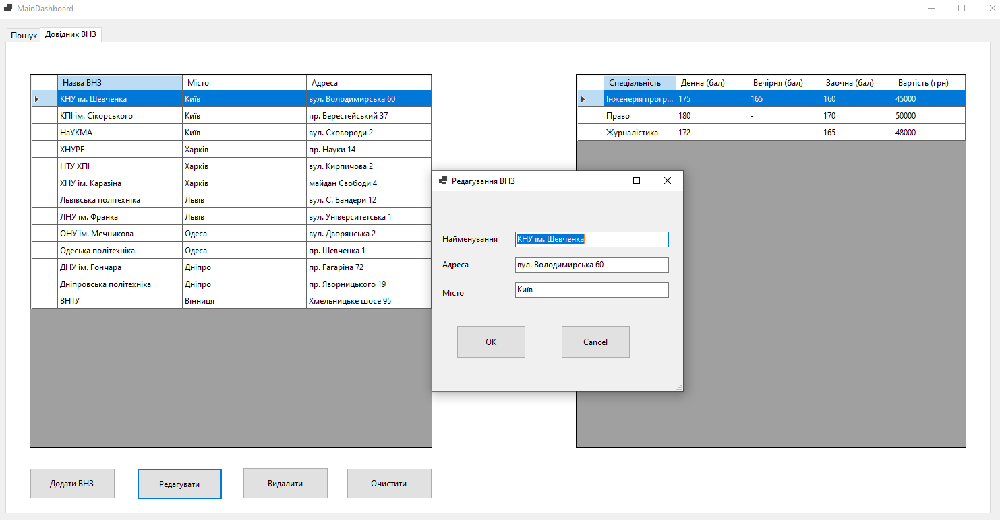 MainDashboard
Пошук Довідник ВНЗ
Назва ВНЗ Місто Адреса
КНУ ім. Шевченка Київ вул. Володимирська 60
КПІ ім. Сікорського Київ пр. Берестейський 37
НаУКМА Київ вул. Сковороди 2
ХНУРЕ Харків пр. Науки 14
НТУ ХПІ Харків вул. Кирпичова 2
ХНУ ім. Каразіна Харків майдан Свободи 4
Львівська політехніка Львів вул. С. Бандери 12
ЛНУ ім. Франка Львів вул. Університетська 1
ОНУ ім. Мечникова Одеса вул. Дворянська 2
Одеська політехніка Одеса пр. Шевченка 1
ДНУ ім. Гончара Дніпро пр. Гагаріна 72
Дніпровська політехніка Дніпро пр. Яворницького 19
ВНТУ Вінниця Хмельницьке шосе 95
Спеціальність Денна (бал) Вечірня (бал) Заочна (бал) Вартість (грн)
Інженерія прогр... 175 165 160 45000
Право 180 - 170 50000
Журналістика 172 - 165 48000
Редагування ВНЗ
Найменування КНУ ім. Шевченка
Адреса вул. Володимирська 60
Місто Київ
OK Cancel
Додати ВНЗ Редагувати Видалити Очистити